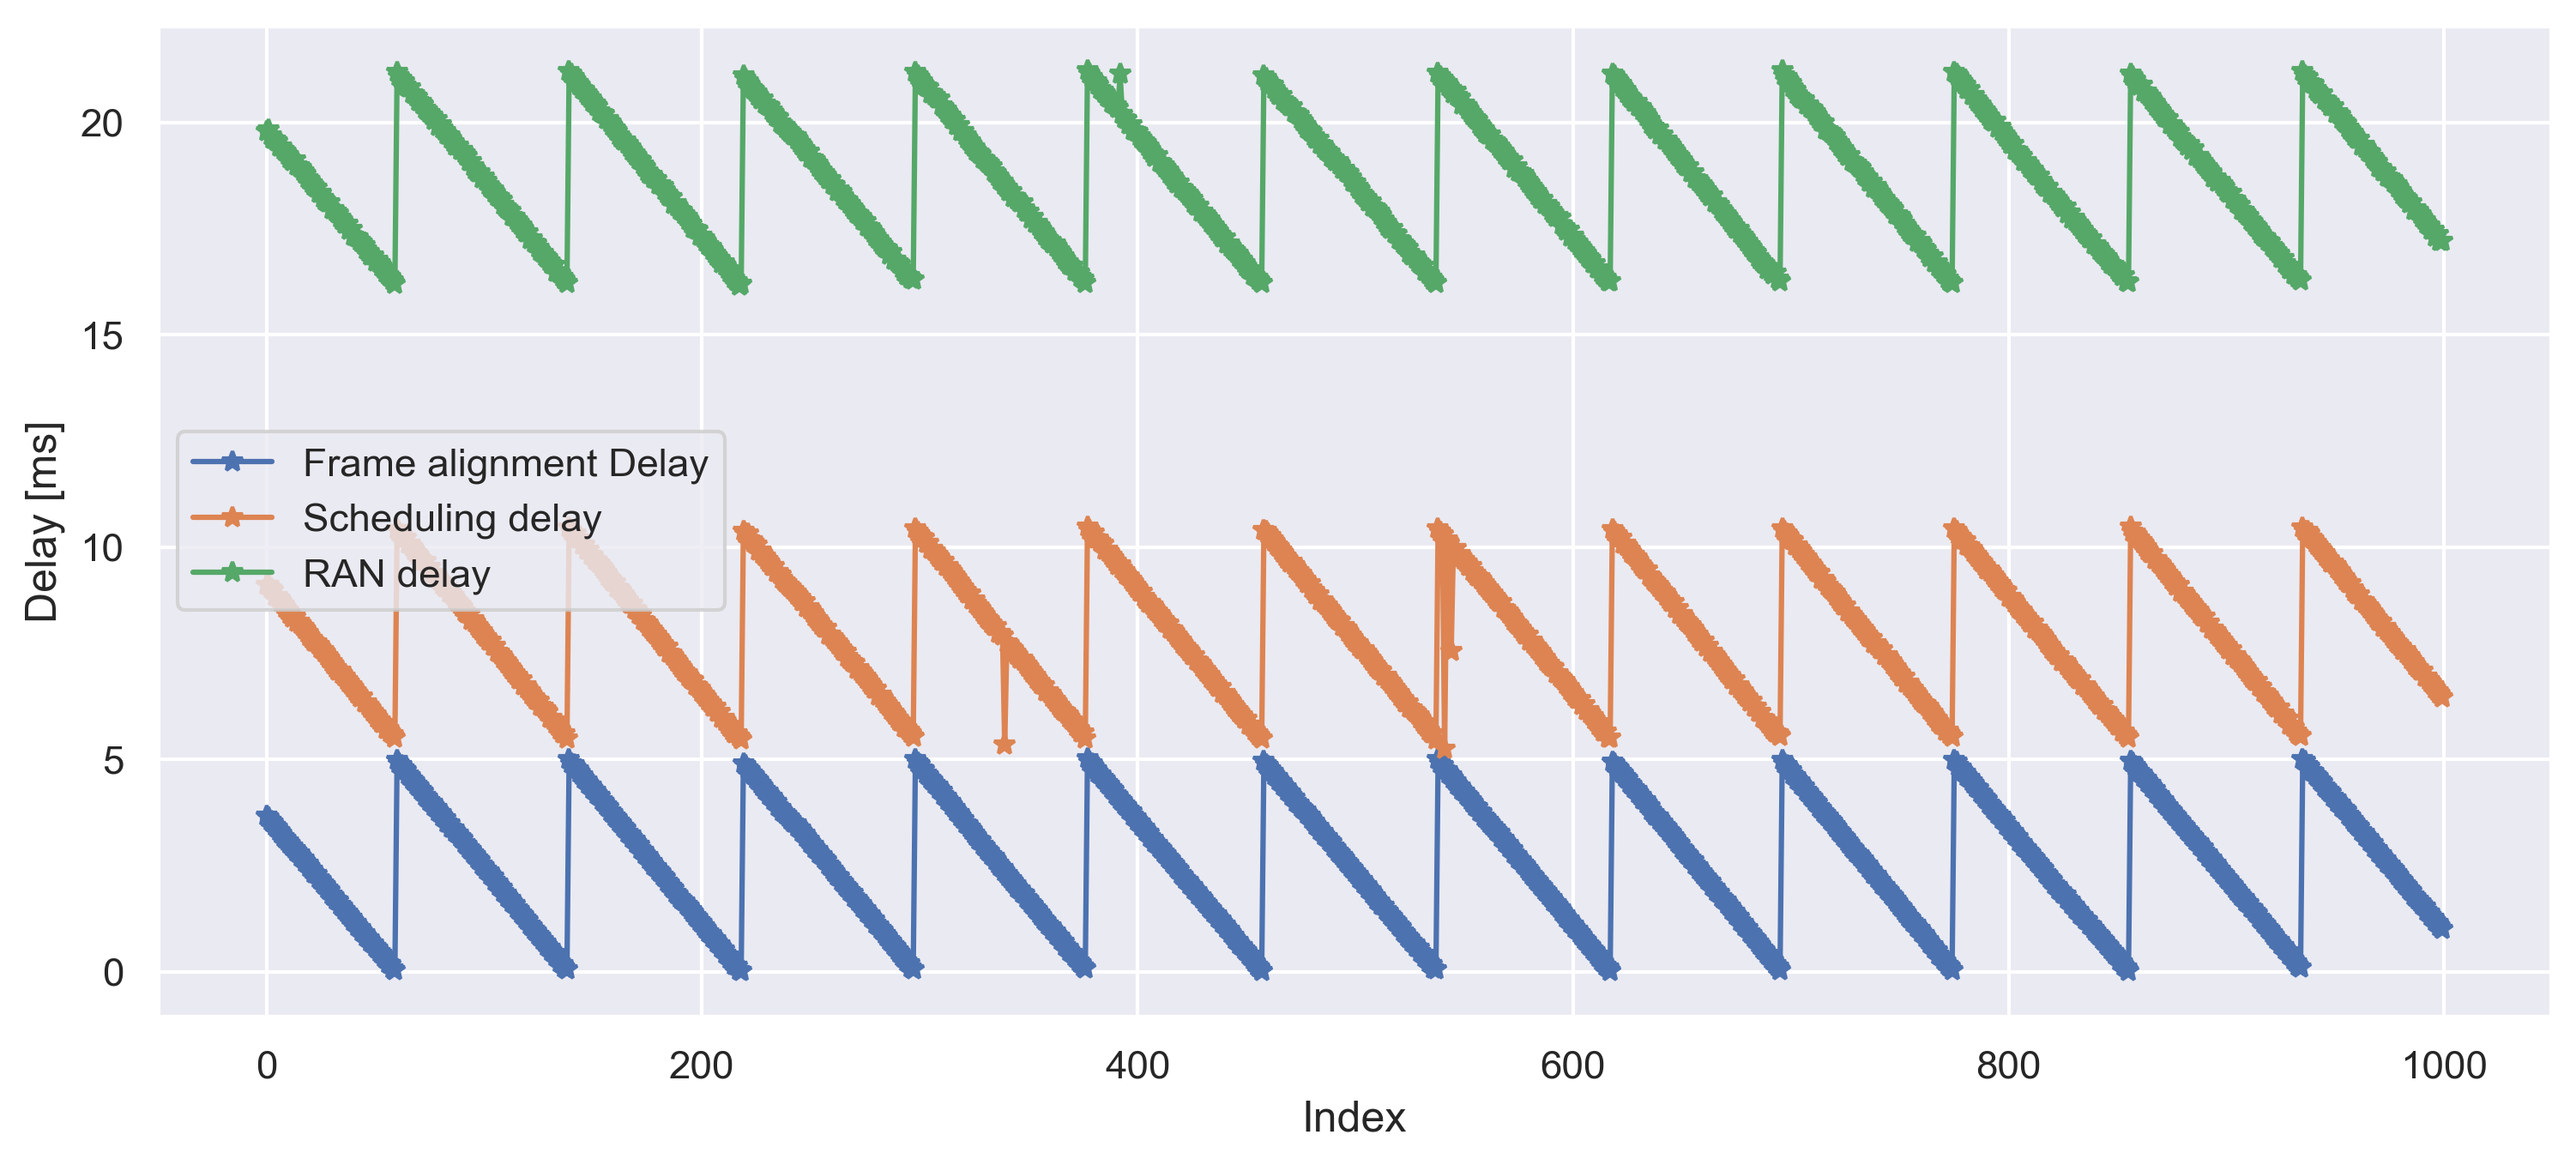 20
15
10
5
0
Delay [ms]
Frame alignment Delay
Scheduling delay
RAN delay
0 200 400 600 800 1000
Index